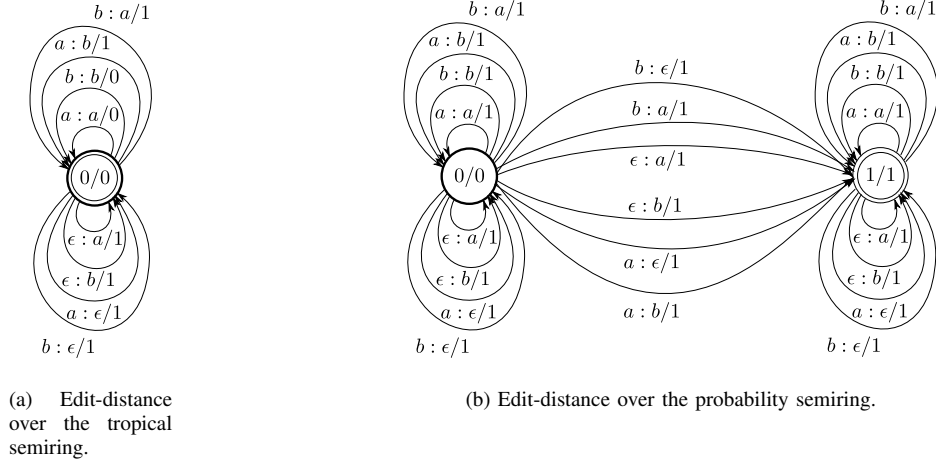 b : a/1
a : b/1
b : b/0
a : a/0
0/0
ϵ : a/1
ϵ : b/1
a : ϵ/1
b : ϵ/1
(a) Edit-distance
over the tropical
semiring.
b : a/1
a : b/1
b : b/1
a : a/1
0/0
ϵ : a/1
ϵ : b/1
a : ϵ/1
b : ϵ/1
b : ϵ/1
b : a/1
ϵ : a/1
ϵ : b/1
a : ϵ/1
a : b/1
b : a/1
a : b/1
b : b/1
a : a/1
1/1
ϵ : a/1
ϵ : b/1
a : ϵ/1
b : ϵ/1
(b) Edit-distance over the probability semiring.